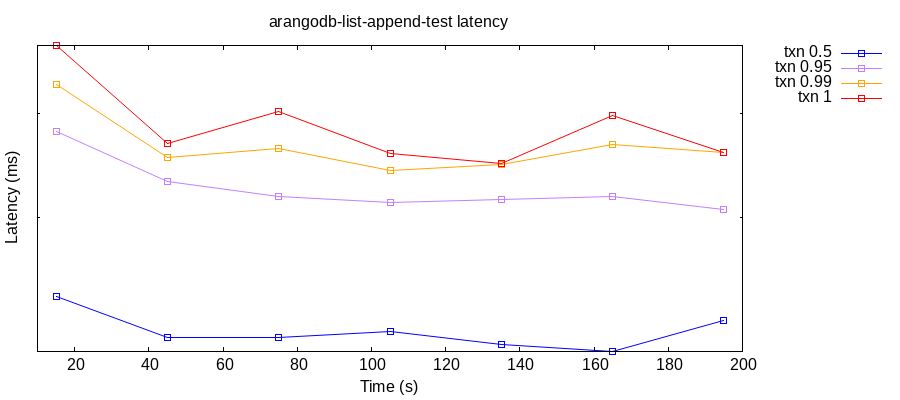 arangodb-list-append-test latency
txn 0.5
txn 0.95
txn 0.99
txn 1
Latency (ms)
20 40 60 80 100 120 140 160 180 200
Time (s)